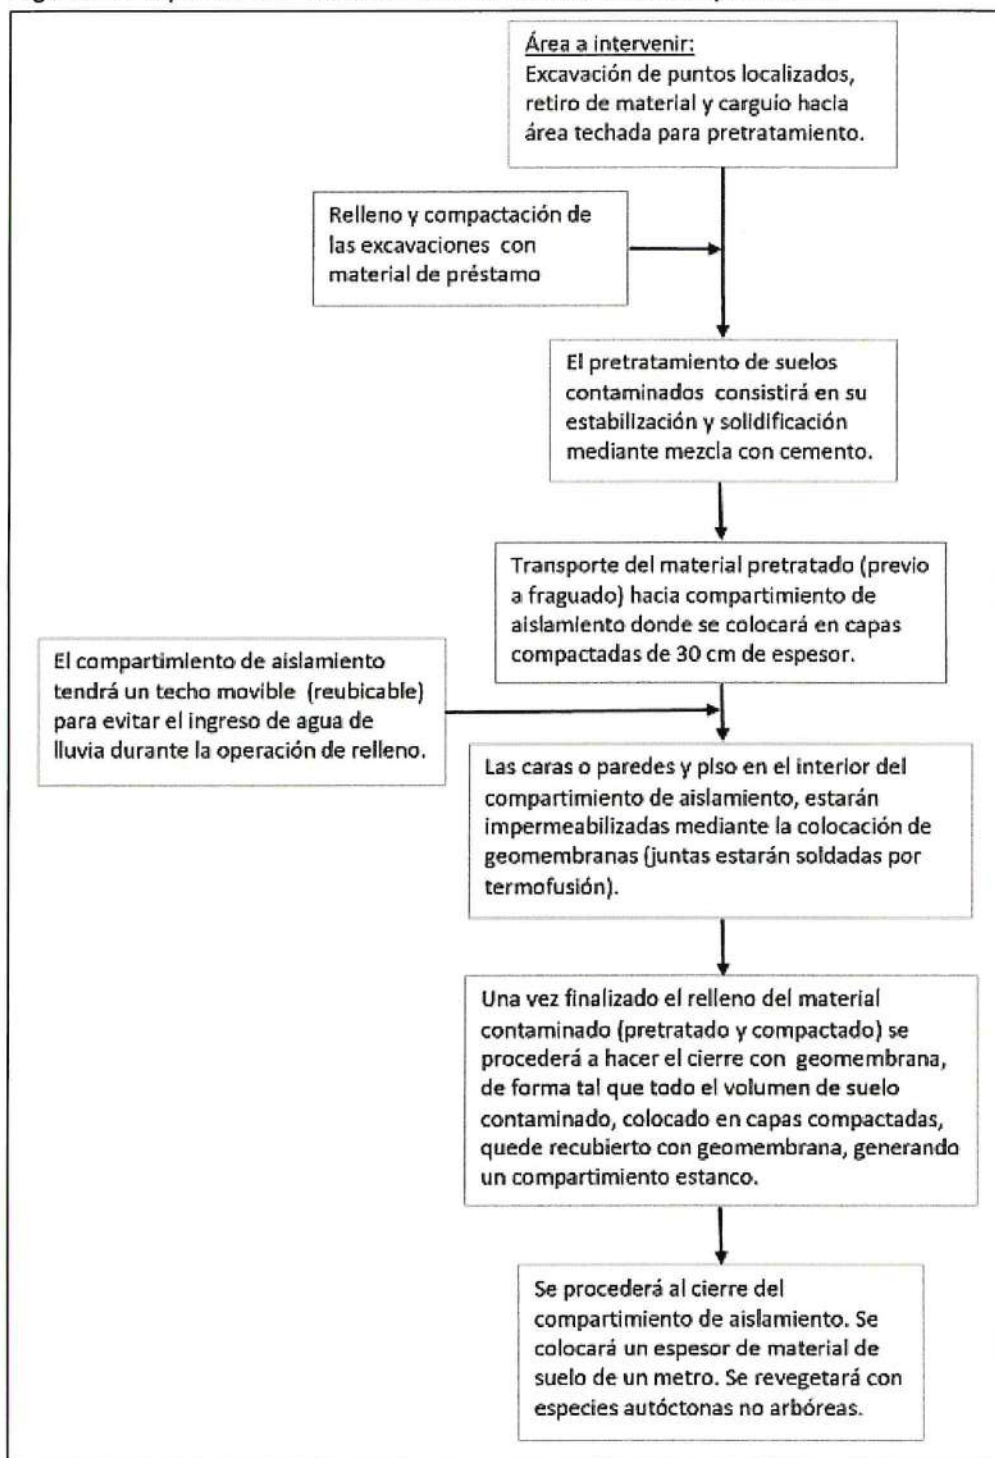 Área a intervenir:
Excavación de puntos localizados,
retiro de material y carguío hacia
área techada para pretratamiento.
Relleno y compactación de
las excavaciones con
material de préstamo
El pretratamiento de suelos
contaminados consistirá en su
estabilización y solidificación
mediante mezcla con cemento.
Transporte del material pretratado (previo
a fraguado) hacia compartimiento de
aislamiento donde se colocará en capas
compactadas de 30 cm de espesor.
El compartimiento de aislamiento
tendrá un techo movible (reubicable)
para evitar el ingreso de agua de
lluvia durante la operación de relleno.
Las caras o paredes y piso en el interior del
compartimiento de aislamiento, estarán
impermeabilizadas mediante la colocación de
geomembranas (juntas estarán soldadas por
termofusión).
Una vez finalizado el relleno del material
contaminado (pretratado y compactado) se
procederá a hacer el cierre con geomembrana,
de forma tal que todo el volumen de suelo
contaminado, colocado en capas compactadas,
quede recubierto con geomembrana, generando
un compartimiento estanco.
Se procederá al cierre del
compartimiento de aislamiento. Se
colocará un espesor de material de
suelo de un metro. Se revegetará con
especies autóctonas no arbóreas.